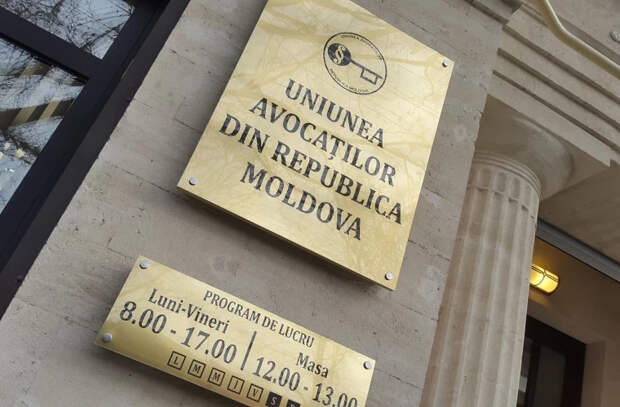 UNIUNEA
AVOCAȚILOR
DIN REPUBLICA
MOLDOVA
PROGRAM DE LUCRU
Luni-Vineri
8.00 - 17.00
Masa
12.00 - 13.00
L M M J V S